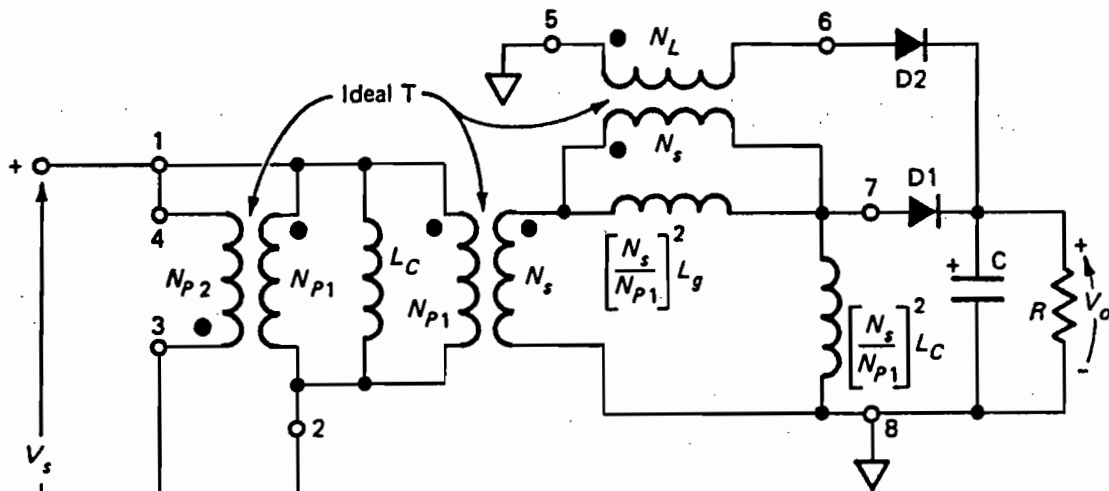 5
N_L
6
D2
Ideal T
N_s
1
+
4
7
D1
N_P2
N_P1
L_C
N_P1
N_s
[N_s/N_P1]^2 L_g
+
C
R
+
V_o
-
3
[N_s/N_P1]^2 L_C
2
8
V_s